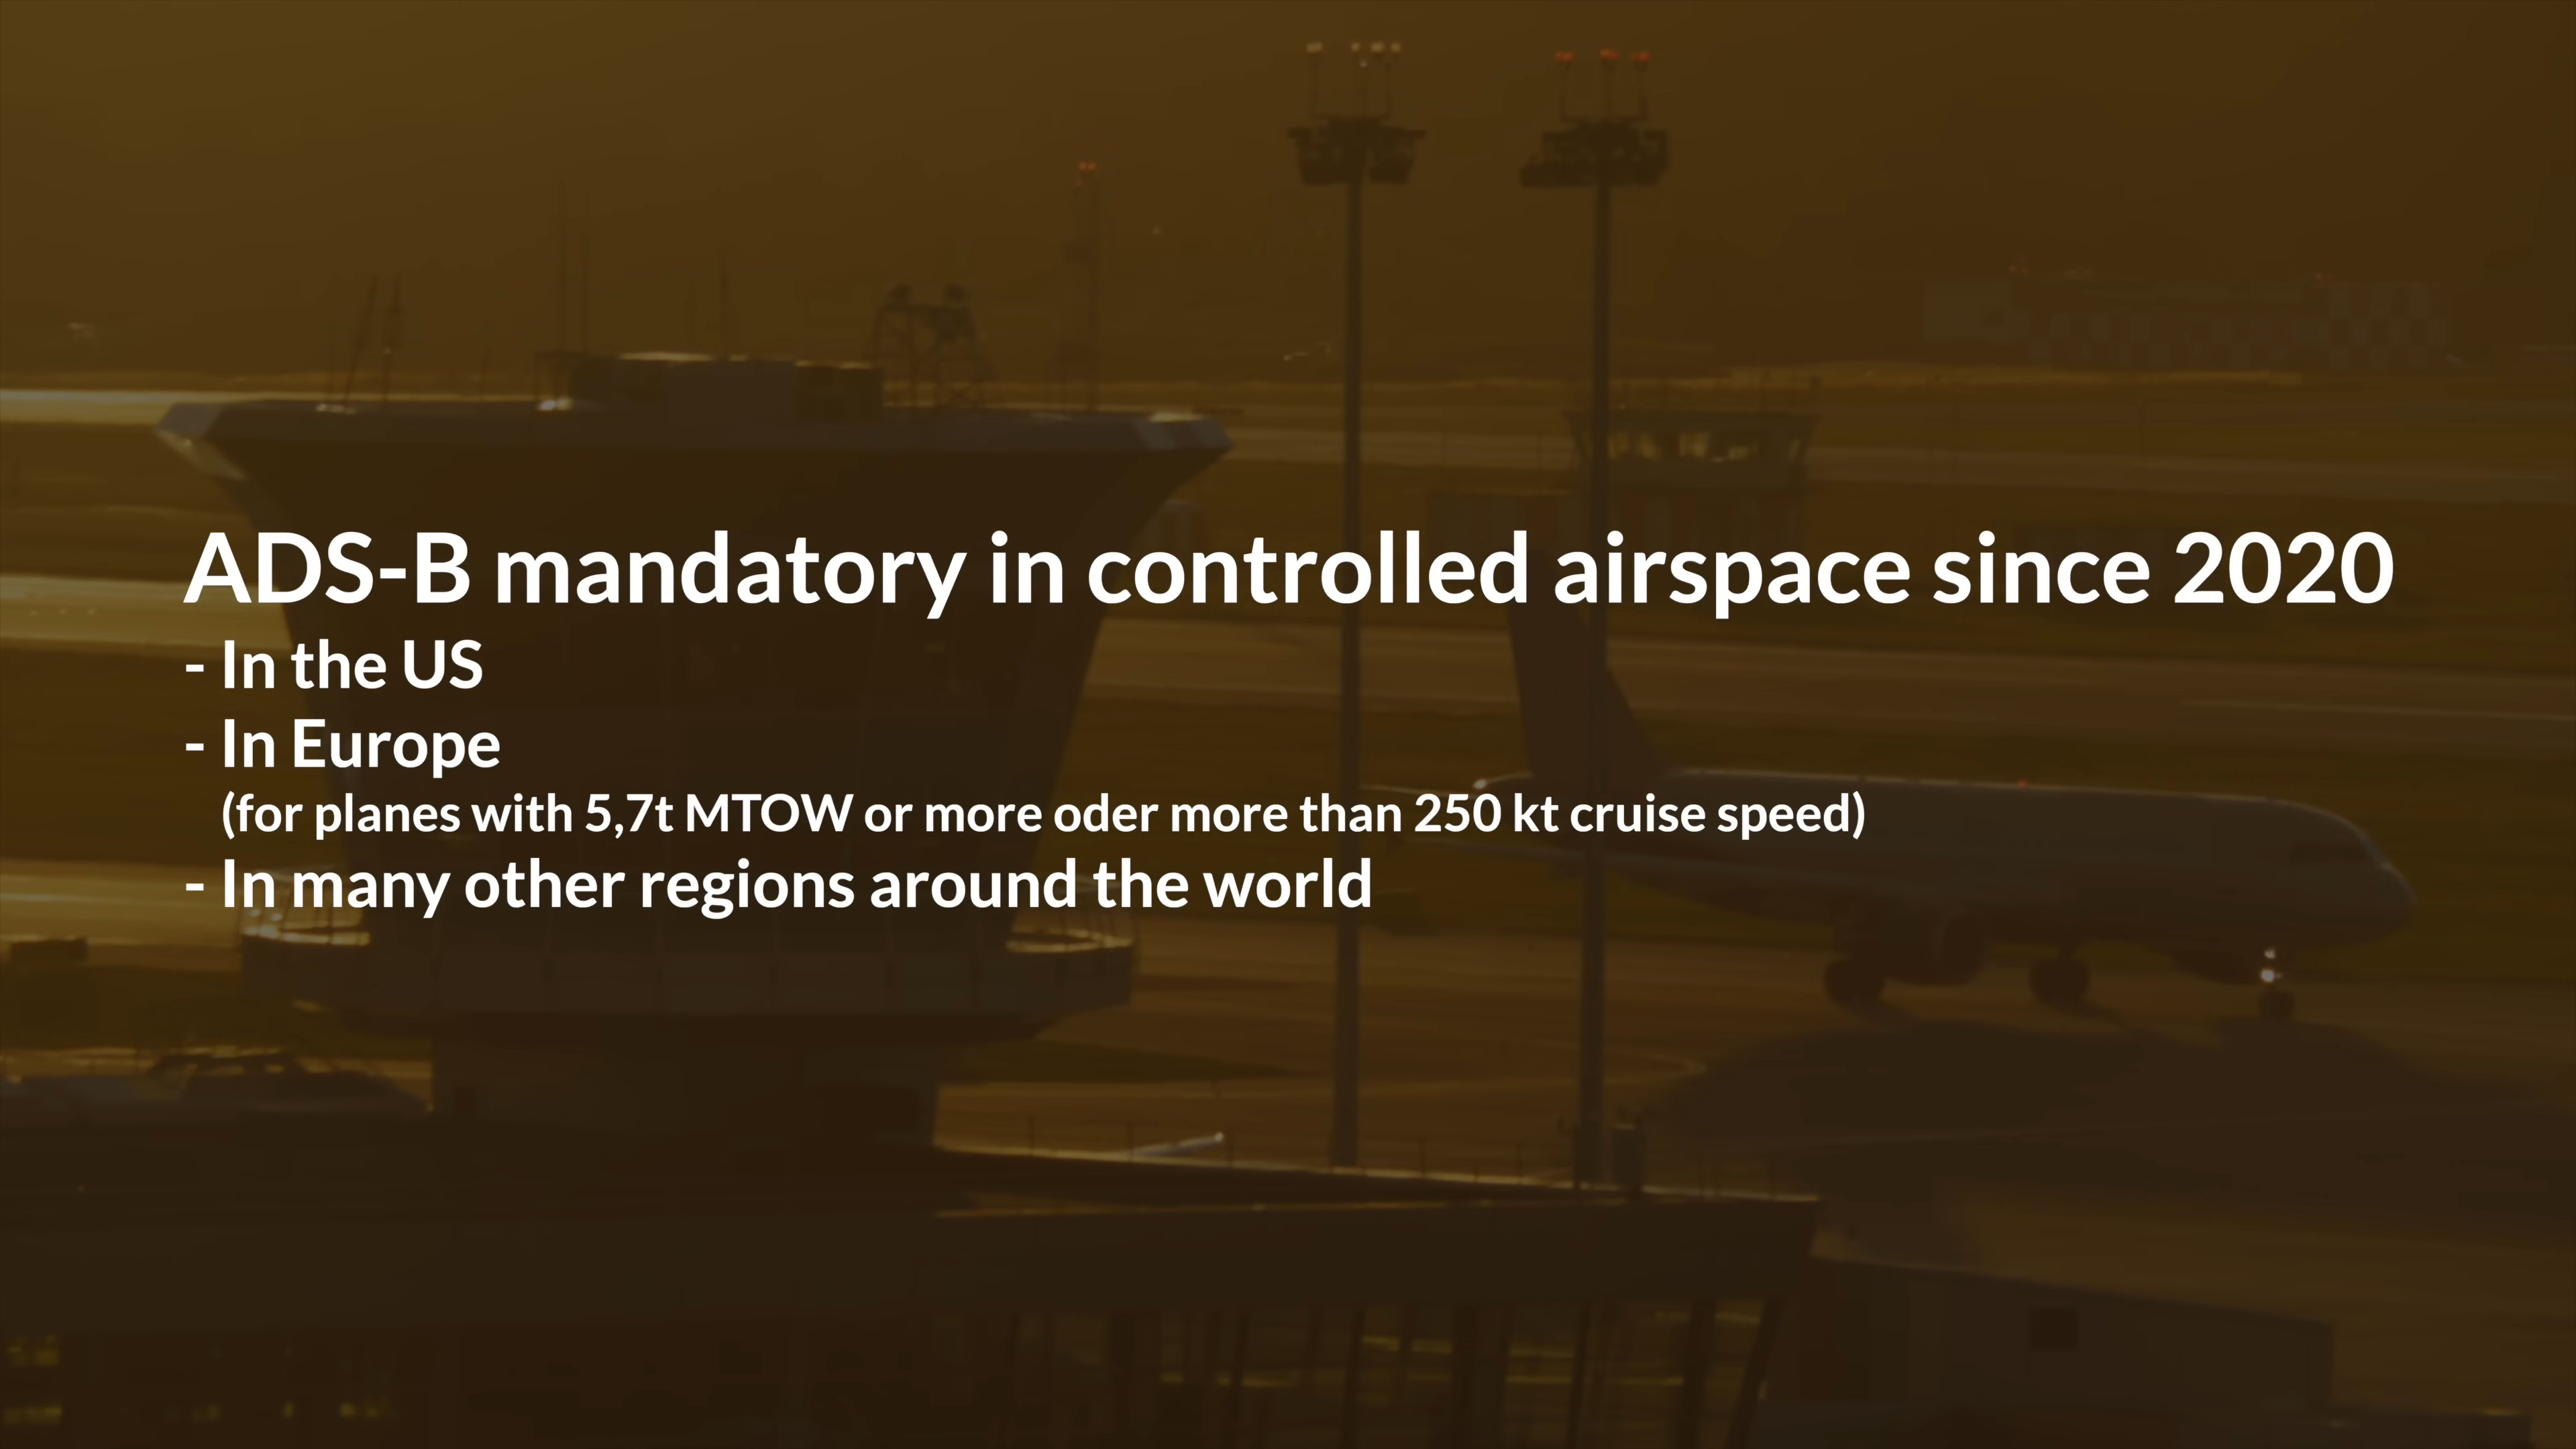 ADS-B mandatory in controlled airspace since 2020
- In the US
- In Europe
(for planes with 5,7t MTOW or more oder more than 250 kt cruise speed)
- In many other regions around the world